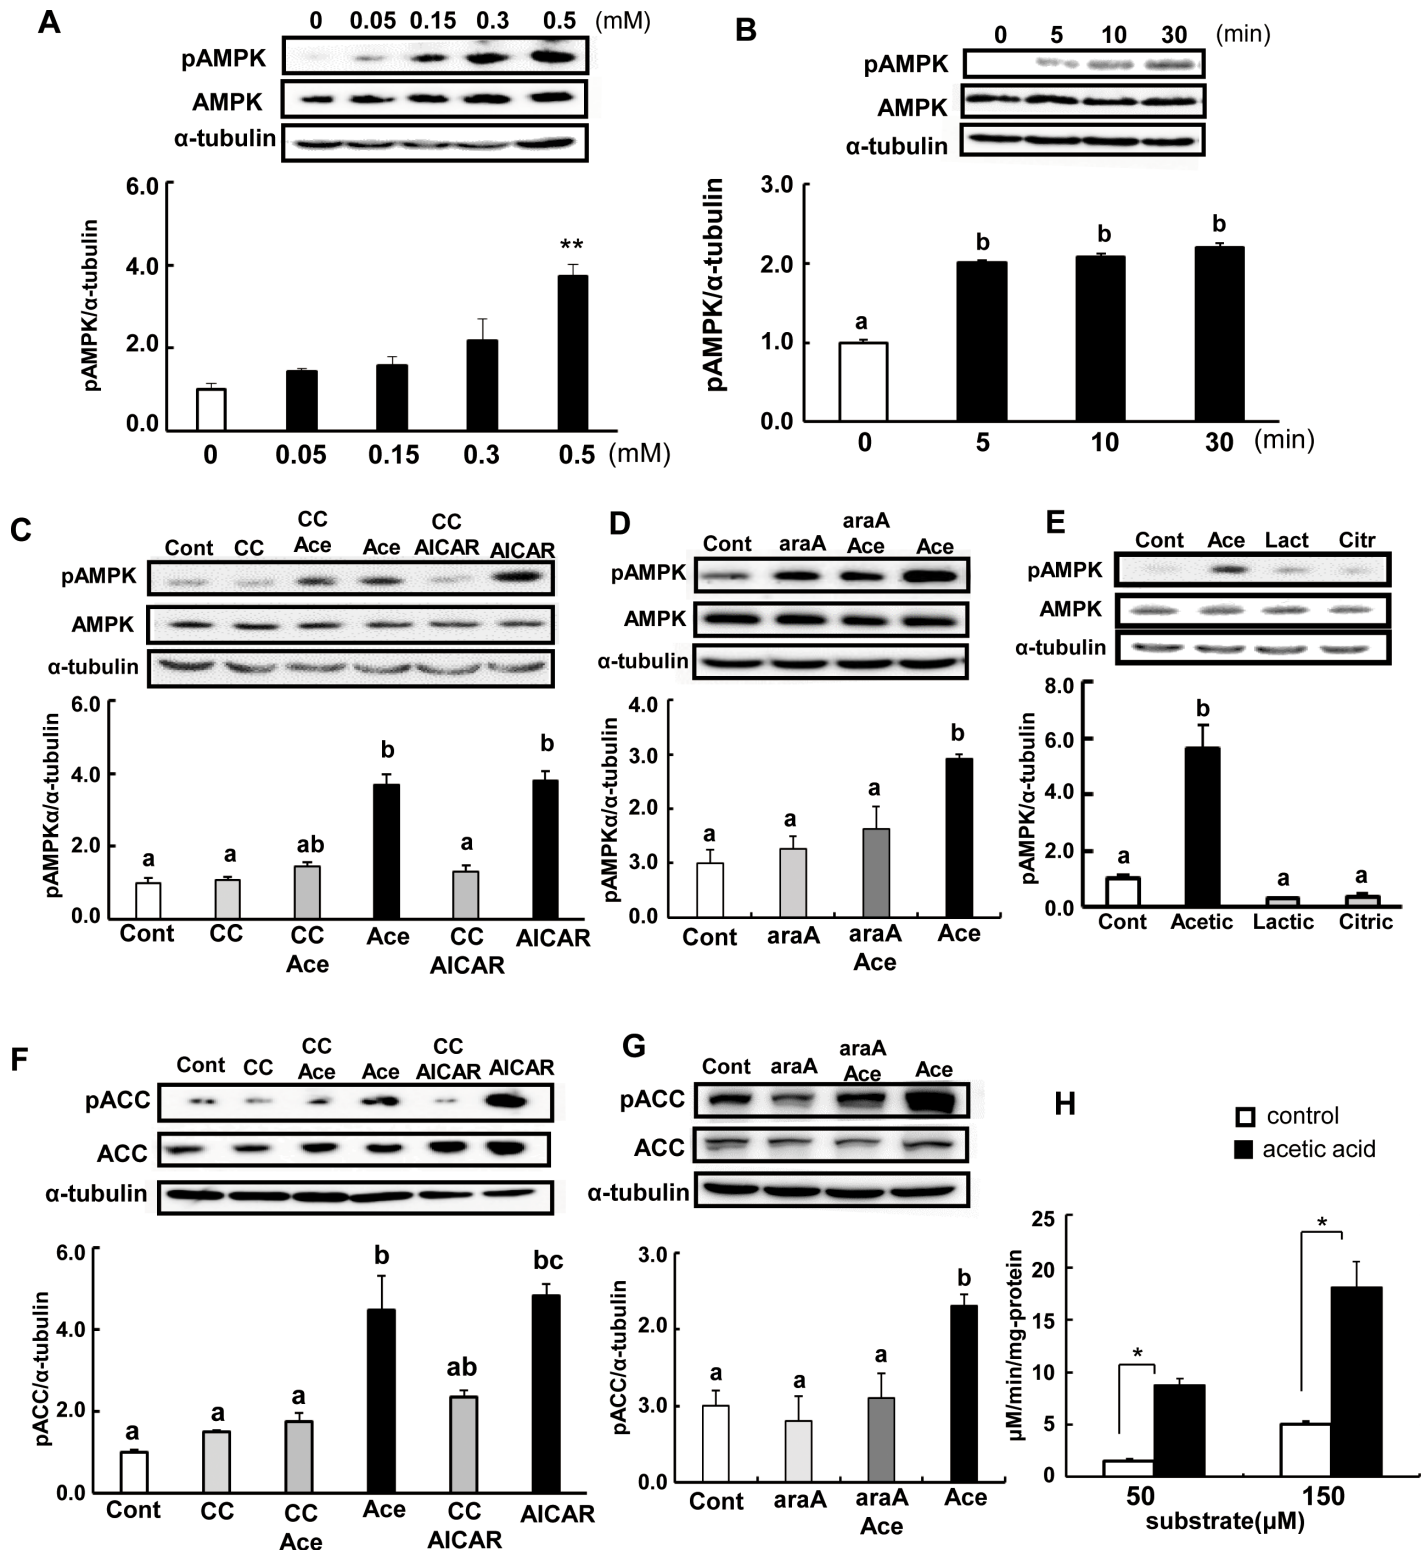 A
0 0.05 0.15 0.3 0.5 (mM)
pAMPK
AMPK
α-tubulin
pAMPK/α-tubulin
6.0
4.0
2.0
0.0
**
0 0.05 0.15 0.3 0.5 (mM)
B
0 5 10 30 (min)
pAMPK
AMPK
α-tubulin
pAMPK/α-tubulin
3.0
2.0
1.0
0.0
a b b b
0 5 10 30 (min)
C
CC CC
Cont CC Ace Ace AICAR AICAR
pAMPK
AMPK
α-tubulin
pAMPKα/α-tubulin
6.0
4.0
2.0
0.0
a a ab b a b
Cont CC CC Ace CC AICAR
Ace AICAR
D
araA
Cont araA Ace Ace
pAMPK
AMPK
α-tubulin
pAMPKα/α-tubulin
4.0
3.0
2.0
3.0
0.0
a a a b
Cont araA araA Ace
Ace
E
Cont Ace Lact Citr
pAMPK
AMPK
α-tubulin
pAMPK/α-tubulin
8.0
6.0
4.0
2.0
0.0
a b a a
Cont Acetic Lactic Citric
F
CC CC
Cont CC Ace Ace AICAR AICAR
pACC
ACC
α-tubulin
pACC/α-tubulin
6.0
4.0
2.0
0.0
a a a b ab bc
Cont CC CC Ace CC AICAR
Ace AICAR
G
araA
Cont araA Ace Ace
pACC
ACC
α-tubulin
pACC/α-tubulin
3.0
2.0
3.0
0.0
a a a b
Cont araA araA Ace
Ace
H
control
acetic acid
μM/min/mg-protein
25
20
15
10
5
0
* *
50 150
substrate(μM)